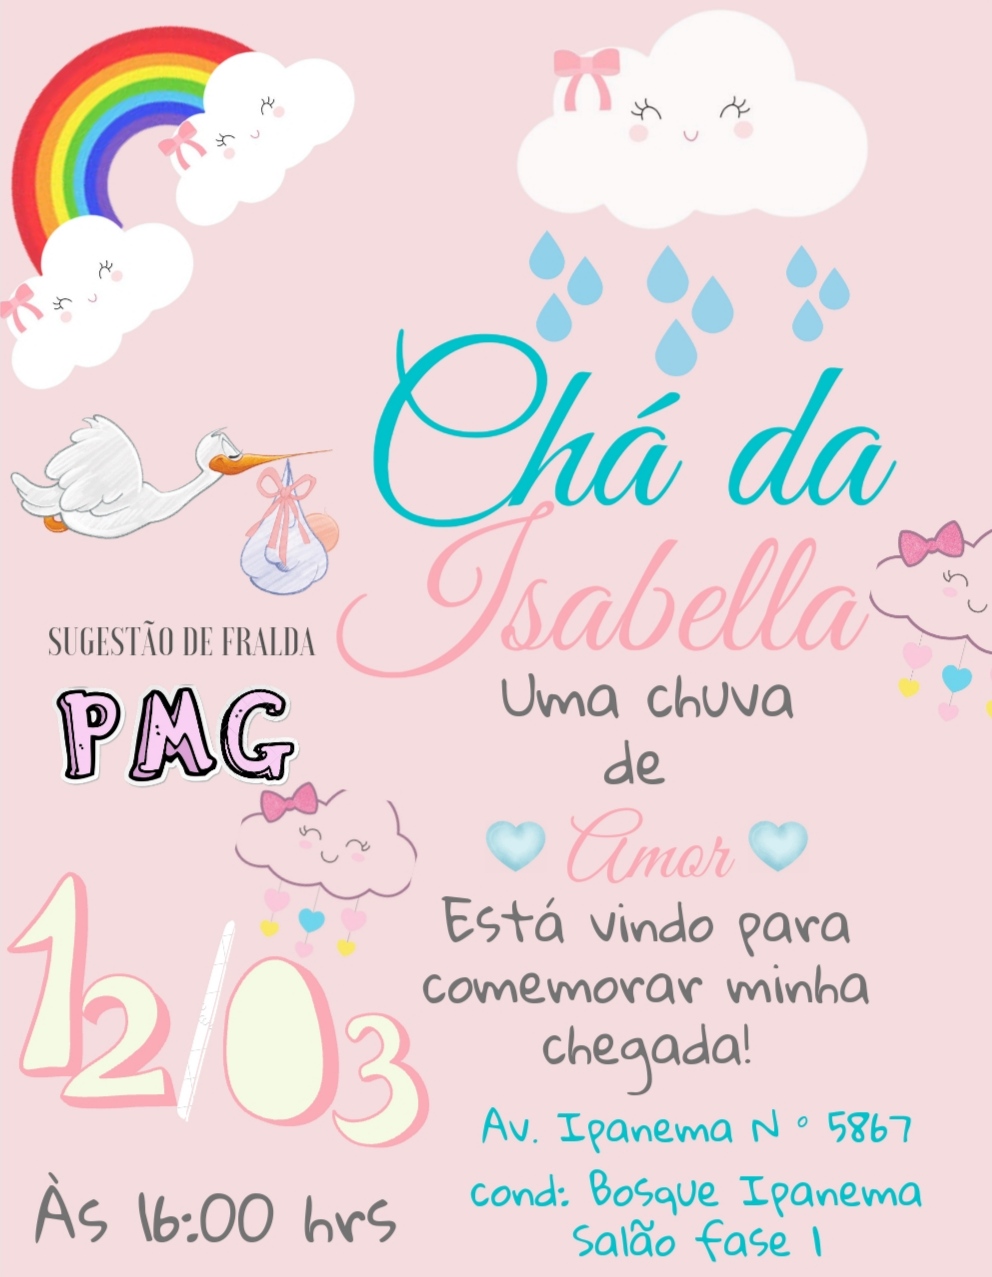 Chá da
Isabella
SUGESTÃO DE FRALDA
PMG
Uma chuva
de
Amor
Está vindo para
comemorar minha
chegada!
12/03
Às 16:00 hrs
Av. Ipanema N º 5867
cond: Bosque Ipanema
Salão fase 1